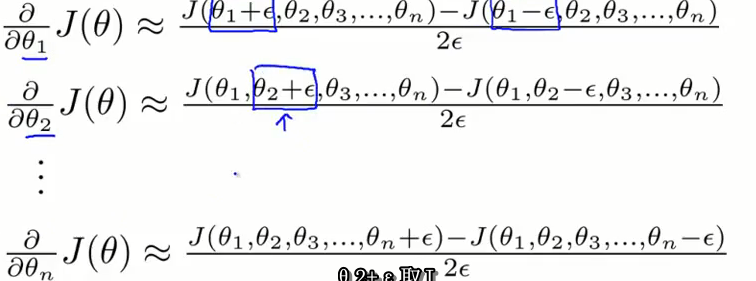 ∂/∂θ₁ J(θ) ≈ J(θ₁+ϵ,θ₂,θ₃,...,θₙ)−J(θ₁−ϵ,θ₂,θ₃,...,θₙ) / 2ϵ
∂/∂θ₂ J(θ) ≈ J(θ₁,θ₂+ϵ,θ₃,...,θₙ)−J(θ₁,θ₂−ϵ,θ₃,...,θₙ) / 2ϵ
⋮
∂/∂θₙ J(θ) ≈ J(θ₁,θ₂,θ₃,...,θₙ+ϵ)−J(θ₁,θ₂,θ₃,...,θₙ−ϵ) / 2ϵ